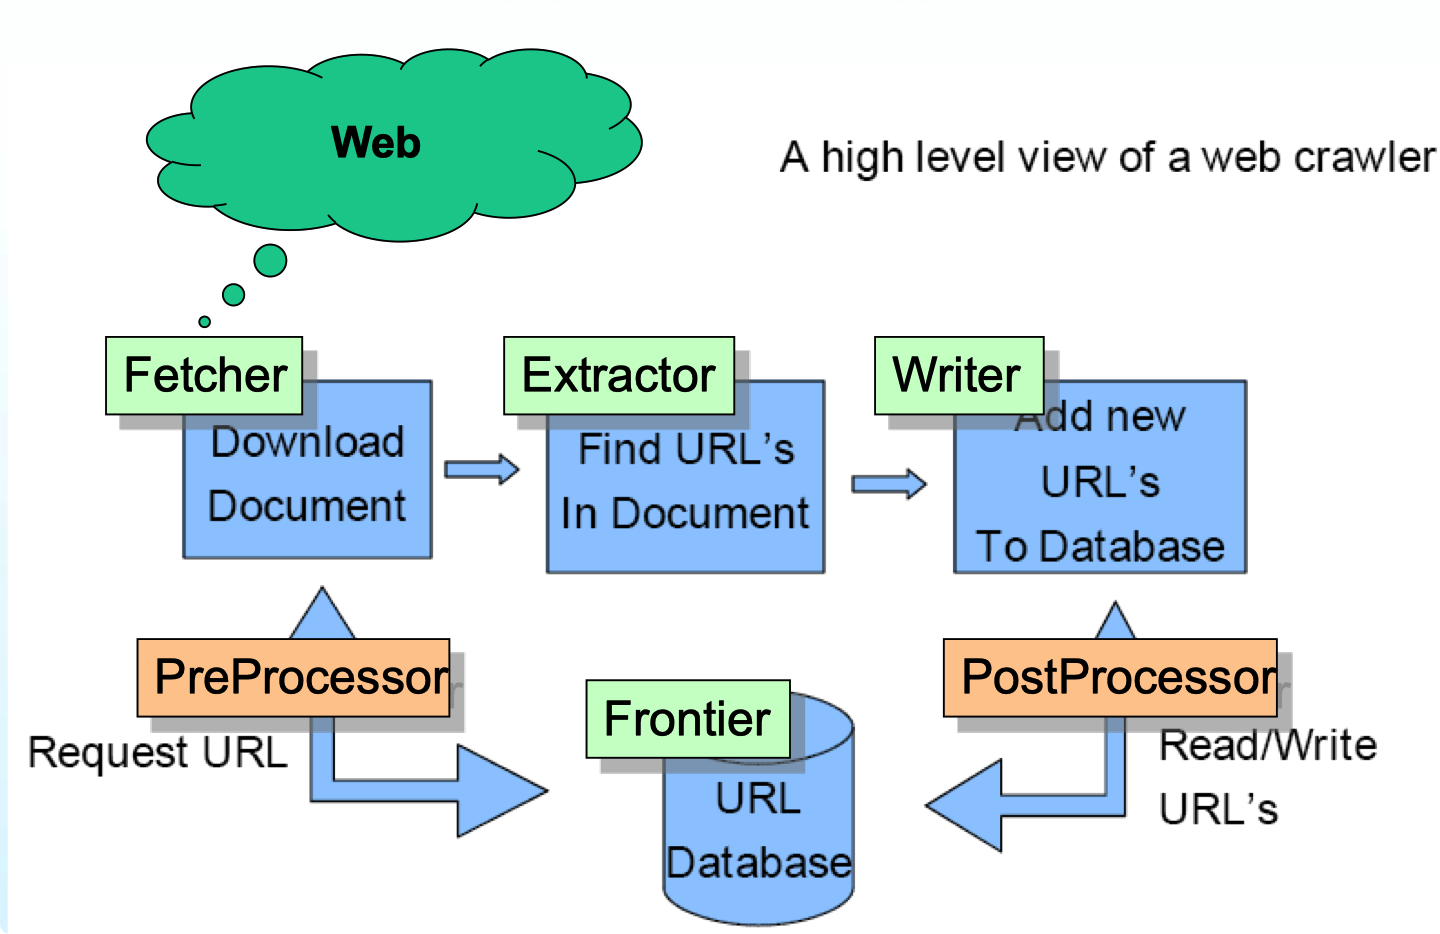 Web
A high level view of a web crawler
Fetcher
Download
Document
Extractor
Find URL's
In Document
Writer
Add new
URL's
To Database
PreProcessor
Request URL
Frontier
URL
Database
PostProcessor
Read/Write
URL's